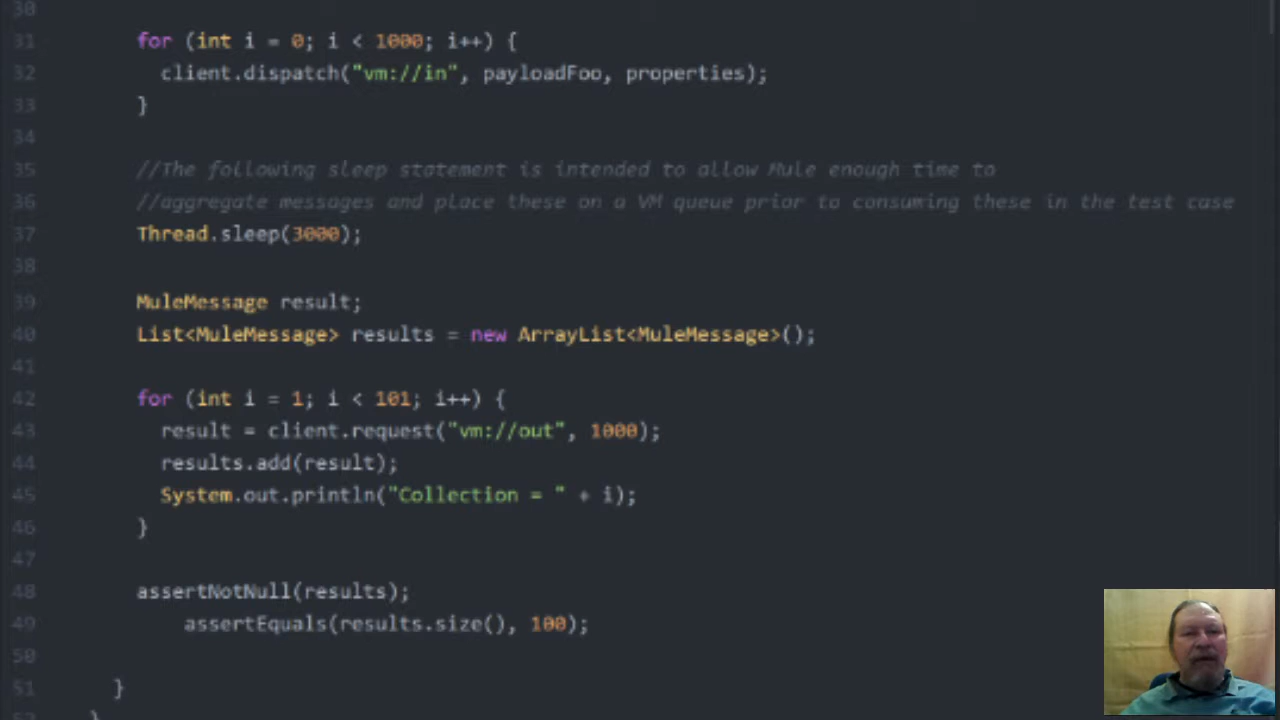 30
31 for (int i = 0; i < 1000; i++) {
32 client.dispatch("vm://in", payloadFoo, properties);
33 }
34
35 //The following sleep statement is intended to allow Mule enough time to
36 //aggregate messages and place these on a VM queue prior to consuming these in the test case
37 Thread.sleep(3000);
38
39 MuleMessage result;
40 List<MuleMessage> results = new ArrayList<MuleMessage>();
41
42 for (int i = 1; i < 101; i++) {
43 result = client.request("vm://out", 1000);
44 results.add(result);
45 System.out.println("Collection = " + i);
46 }
47
48 assertNotNull(results);
49 assertEquals(results.size(), 100);
50
51 }
52 }